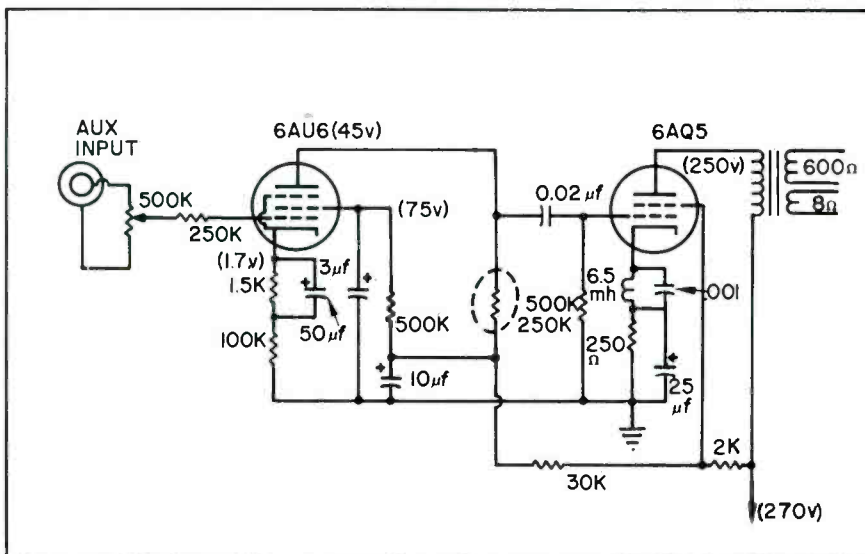 AUX
INPUT
500K
250K
6AU6(45v)
(1.7v)
1.5K
100K
3μf
50μf
(75v)
500K
10μf
0.02μf
500K
250K
6AQ5
(250v)
6.5
mh
.001
250
Ω
25
μf
600Ω
8Ω
30K
2K
(270v)